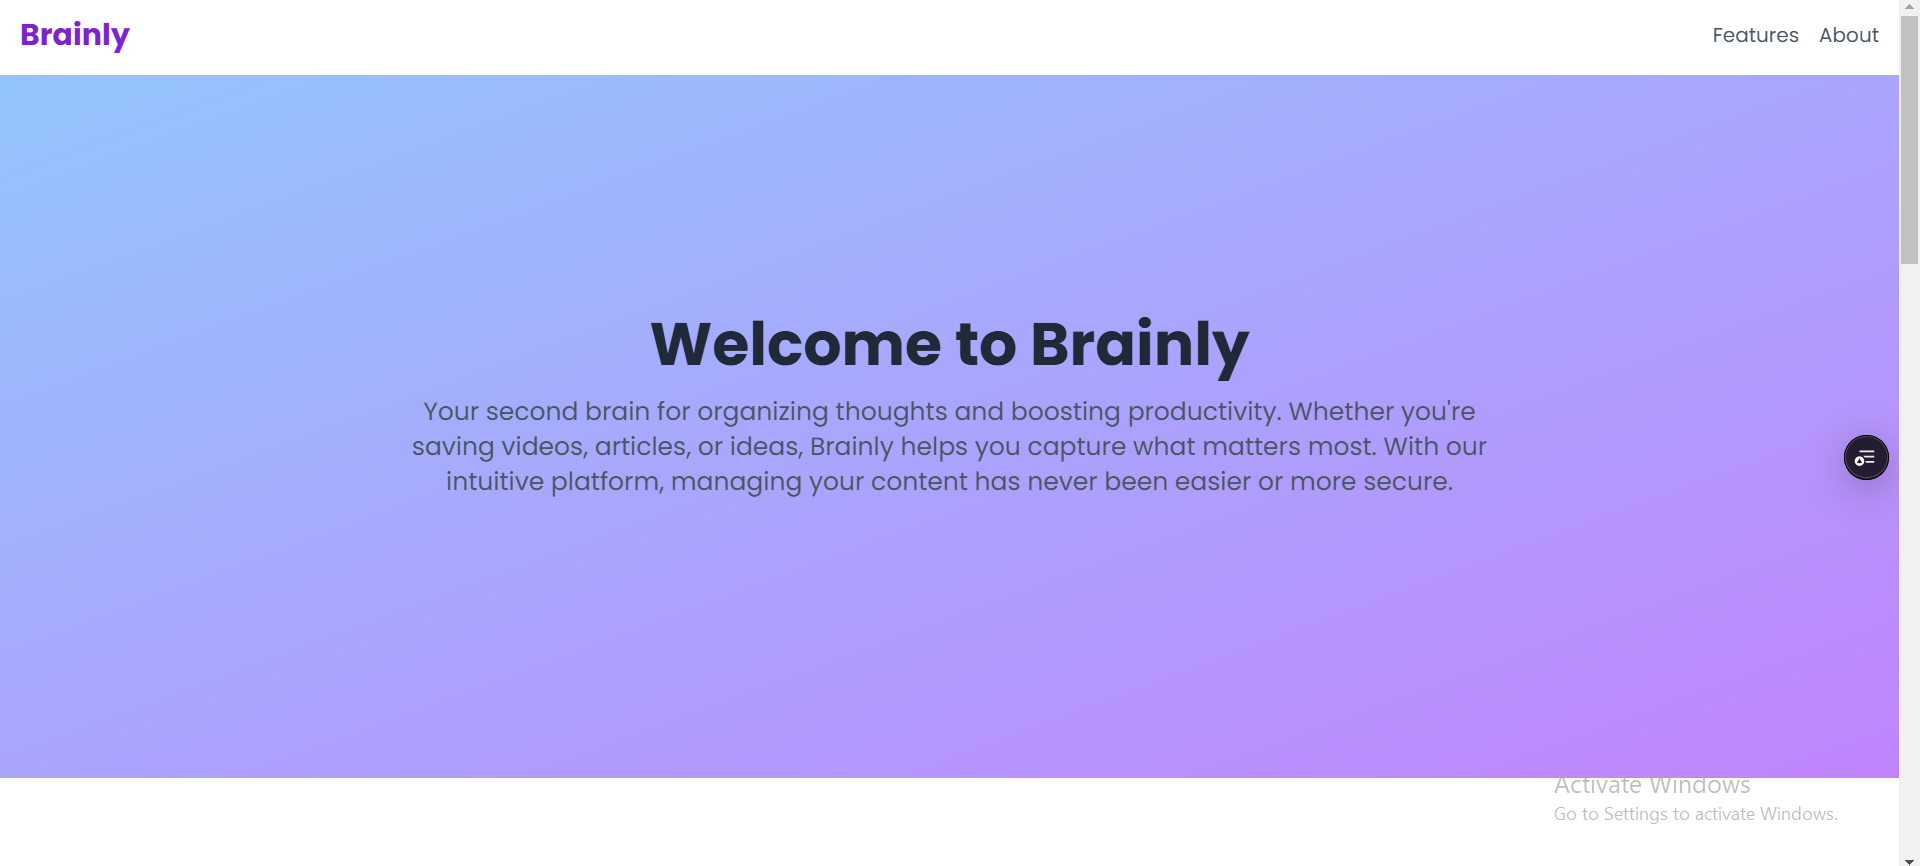 Brainly
Features About
Welcome to Brainly
Your second brain for organizing thoughts and boosting productivity. Whether you're
saving videos, articles, or ideas, Brainly helps you capture what matters most. With our
intuitive platform, managing your content has never been easier or more secure.
Activate Windows
Go to Settings to activate Windows.